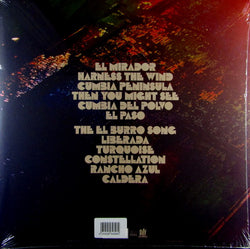 EL MIRADOR
HARNESS THE WIND
CUMBIA PENINSULA
THEN YOU MIGHT SEE
CUMBIA DEL POLVO
EL PASO
THE EL BURRO SONG
LIBERADA
TURQUOISE
CONSTELLATION
RANCHO AZUL
CALDERA